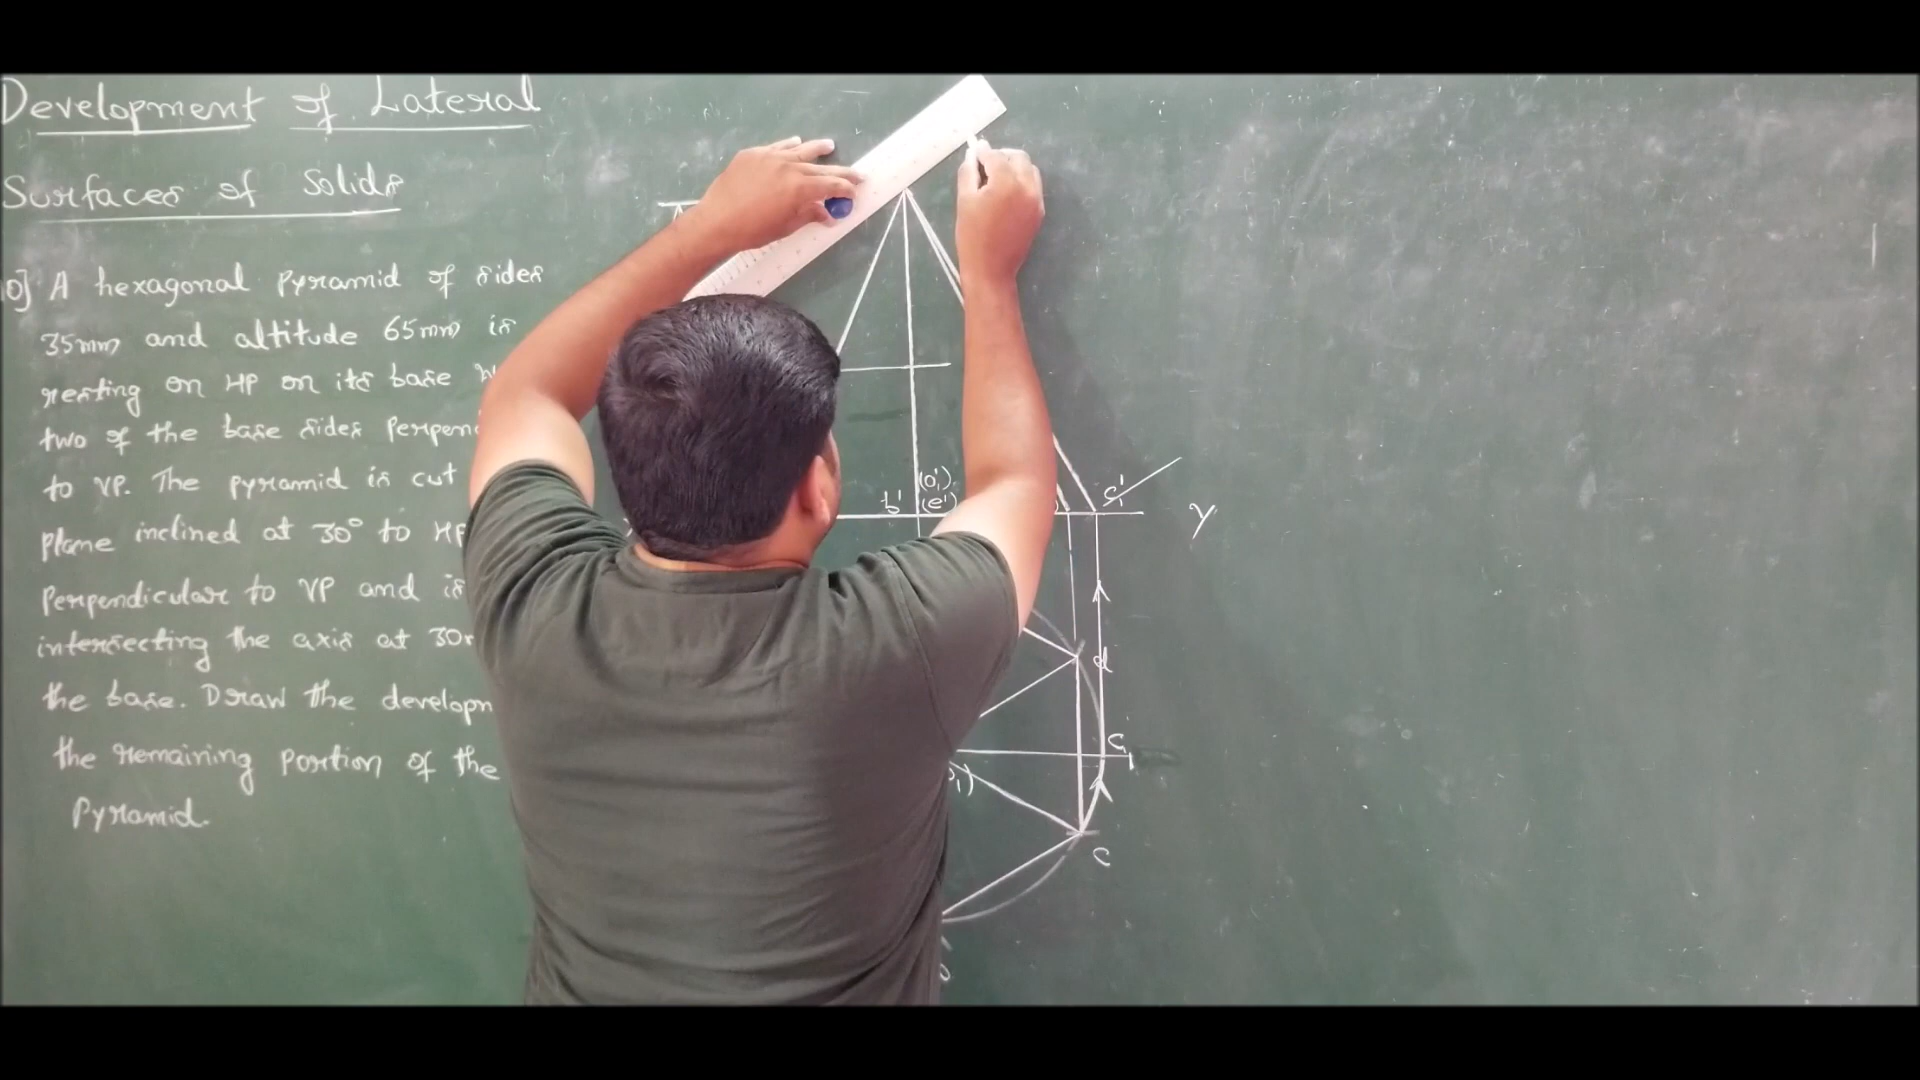 Development of Lateral
Surfaces of Solids
0] A hexagonal pyramid of sides
35mm and altitude 65mm is
resting on HP on its base
two of the base sides perpen
to VP. The pyramid is cut
plane inclined at 30° to HP
Perpendicular to VP and is
intersecting the axis at 30
the base. Draw the developm
the remaining portion of the
Pyramid.
b' (o₁') (e') c₁' Y
d
c₁
c